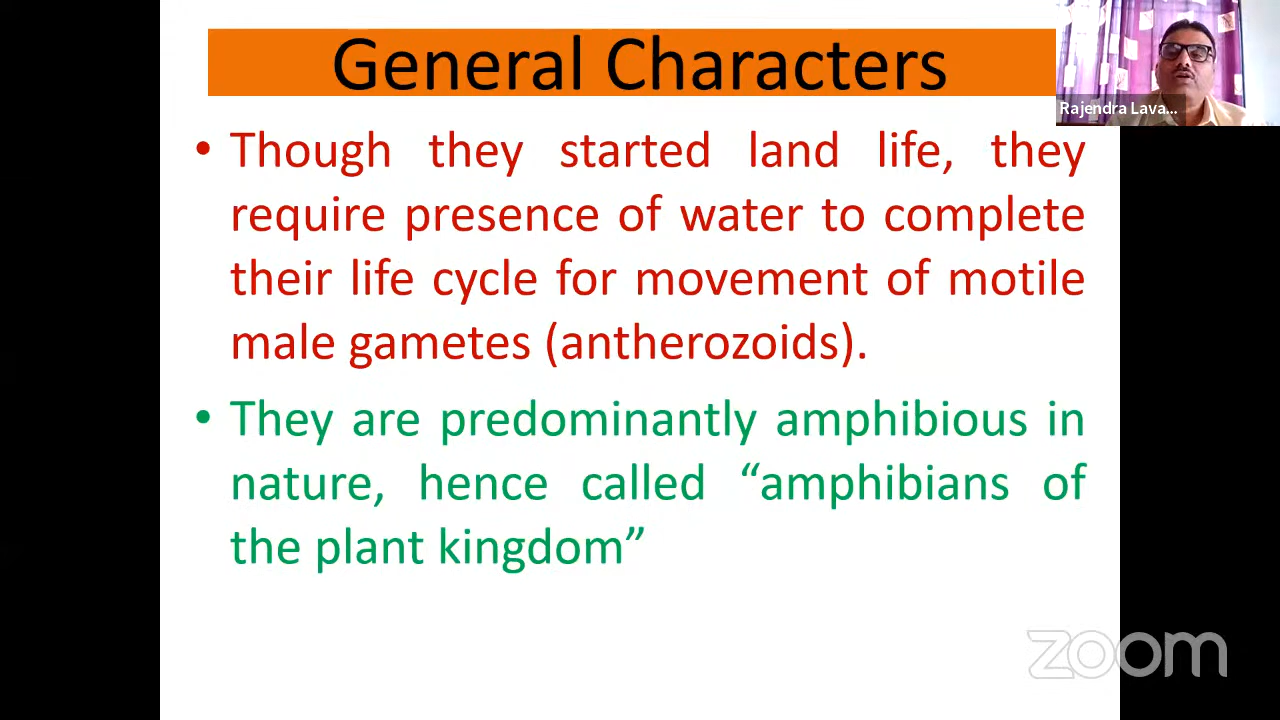 General Characters
Rajendra Lava...
• Though they started land life, they
require presence of water to complete
their life cycle for movement of motile
male gametes (antherozoids).
• They are predominantly amphibious in
nature, hence called “amphibians of
the plant kingdom”
zoom